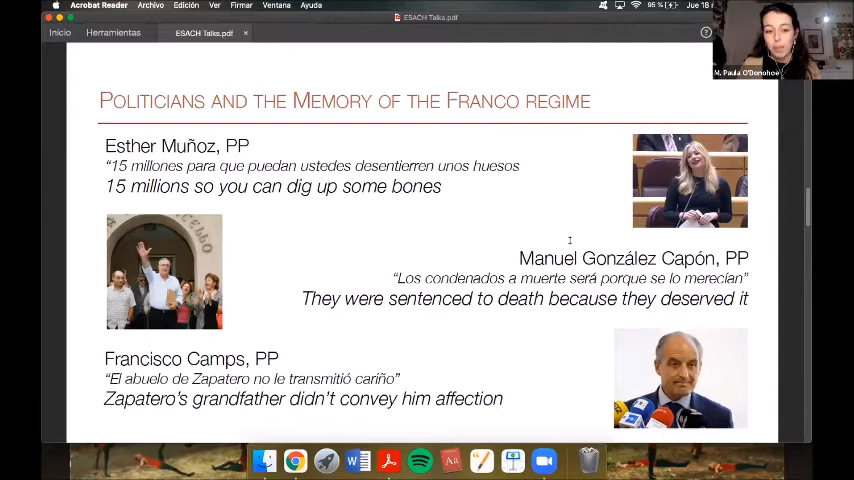 Acrobat Reader Archivo Edición Ver Firmar Ventana Ayuda 95 % Jue 18
ESACH Talks.pdf
Inicio Herramientas ESACH Talks.pdf ×
M. Paula O'Donohoe
POLITICIANS AND THE MEMORY OF THE FRANCO REGIME
Esther Muñoz, PP
“15 millones para que puedan ustedes desentierren unos huesos
15 millions so you can dig up some bones
Manuel González Capón, PP
“Los condenados a muerte será porque se lo merecían”
They were sentenced to death because they deserved it
Francisco Camps, PP
“El abuelo de Zapatero no le transmitió cariño”
Zapatero’s grandfather didn’t convey him affection